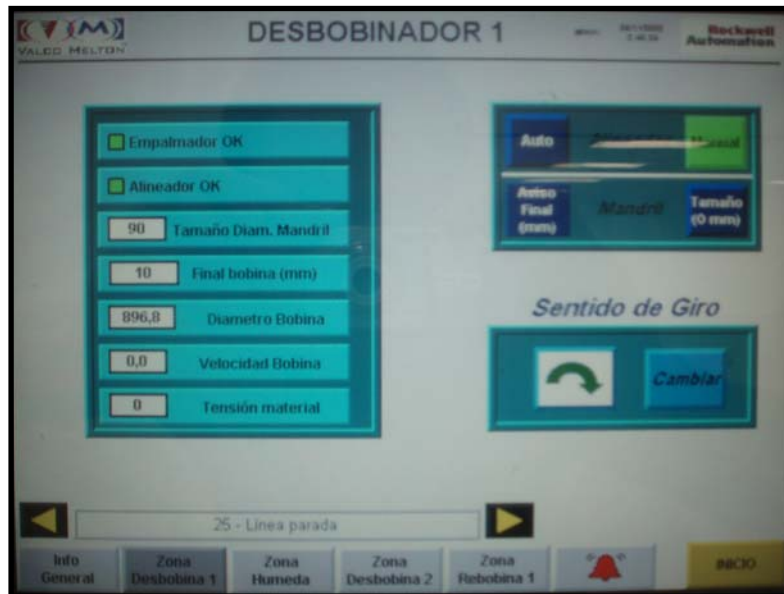 VALCO MELTON
DESBOBINADOR 1
Rockwell
Automation
Empalmador OK
Alineador OK
90 Tamaño Diam. Mandril
10 Final bobina (mm)
896,8 Diametro Bobina
0,0 Velocidad Bobina
0 Tensión material
Auto
Normal
Aviso
Final
(mm)
Mandril
Tamaño
(0 mm)
Sentido de Giro
Cambiar
25 - Línea parada
Info
General
Zona
Desbobina 1
Zona
Humeda
Zona
Desbobina 2
Zona
Rebobina 1
INICIO